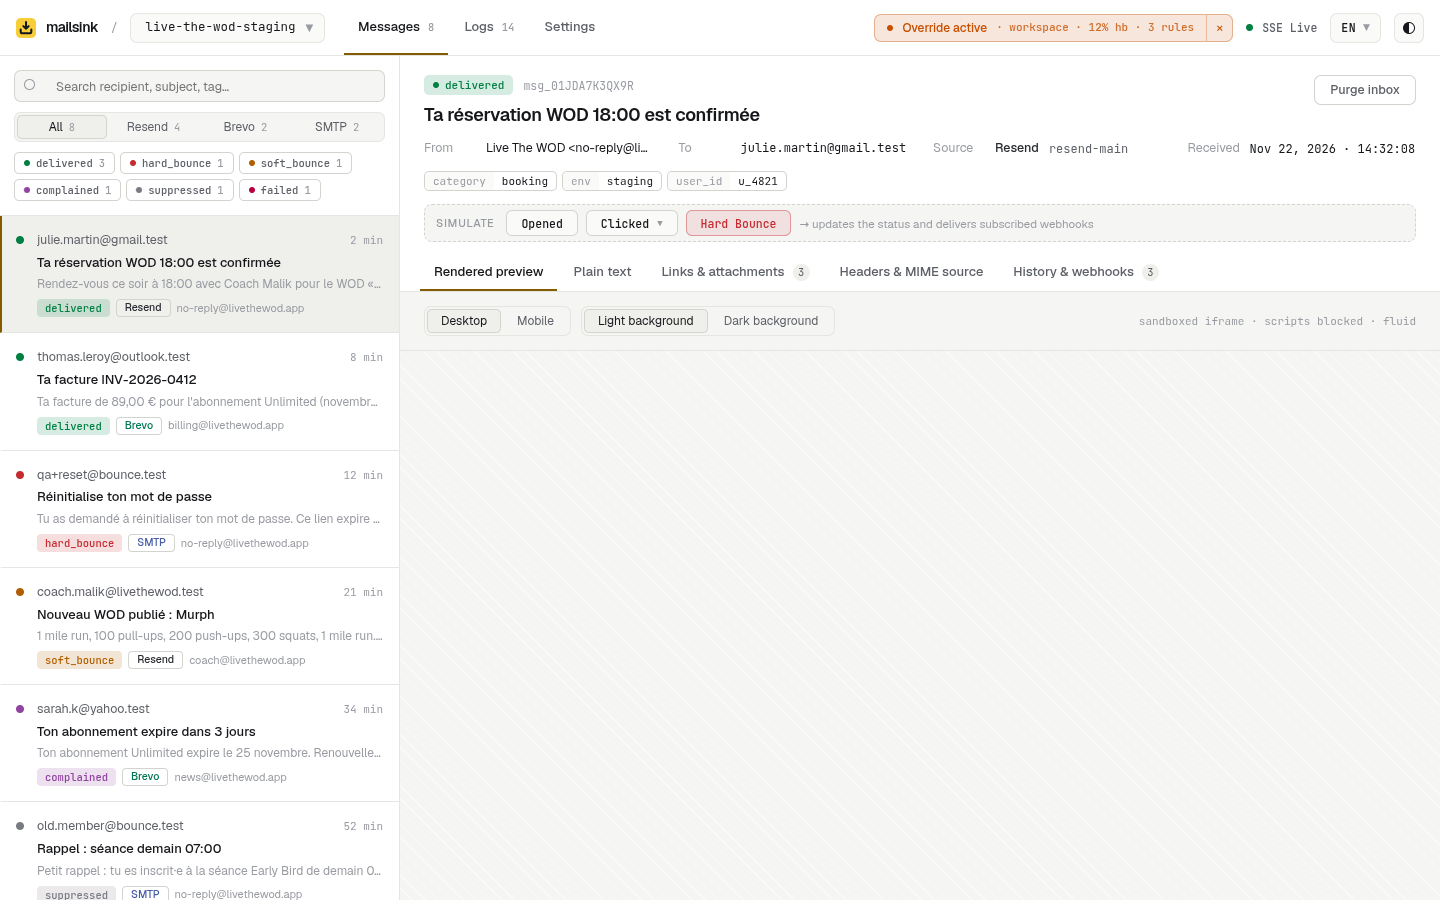 mailsink / live-the-wod-staging ▼ Messages 8 Logs 14 Settings Override active · workspace · 12% hb · 3 rules × SSE Live EN ▼
Search recipient, subject, tag…
All 8 Resend 4 Brevo 2 SMTP 2
delivered 3 hard_bounce 1 soft_bounce 1
complained 1 suppressed 1 failed 1
julie.martin@gmail.test 2 min
Ta réservation WOD 18:00 est confirmée
Rendez-vous ce soir à 18:00 avec Coach Malik pour le WOD «…
delivered Resend no-reply@livethewod.app
thomas.leroy@outlook.test 8 min
Ta facture INV-2026-0412
Ta facture de 89,00 € pour l'abonnement Unlimited (novembr…
delivered Brevo billing@livethewod.app
qa+reset@bounce.test 12 min
Réinitialise ton mot de passe
Tu as demandé à réinitialiser ton mot de passe. Ce lien expire …
hard_bounce SMTP no-reply@livethewod.app
coach.malik@livethewod.test 21 min
Nouveau WOD publié : Murph
1 mile run, 100 pull-ups, 200 push-ups, 300 squats, 1 mile run.…
soft_bounce Resend coach@livethewod.app
sarah.k@yahoo.test 34 min
Ton abonnement expire dans 3 jours
Ton abonnement Unlimited expire le 25 novembre. Renouvelle…
complained Brevo news@livethewod.app
old.member@bounce.test 52 min
Rappel : séance demain 07:00
Petit rappel : tu es inscrit·e à la séance Early Bird de demain 0…
suppressed SMTP no-reply@livethewod.app
delivered msg_01JDA7K3QX9R
Purge inbox
Ta réservation WOD 18:00 est confirmée
From Live The WOD <no-reply@li… To julie.martin@gmail.test Source Resend resend-main Received Nov 22, 2026 · 14:32:08
category booking env staging user_id u_4821
SIMULATE Opened Clicked ▼ Hard Bounce → updates the status and delivers subscribed webhooks
Rendered preview Plain text Links & attachments 3 Headers & MIME source History & webhooks 3
Desktop Mobile Light background Dark background sandboxed iframe · scripts blocked · fluid